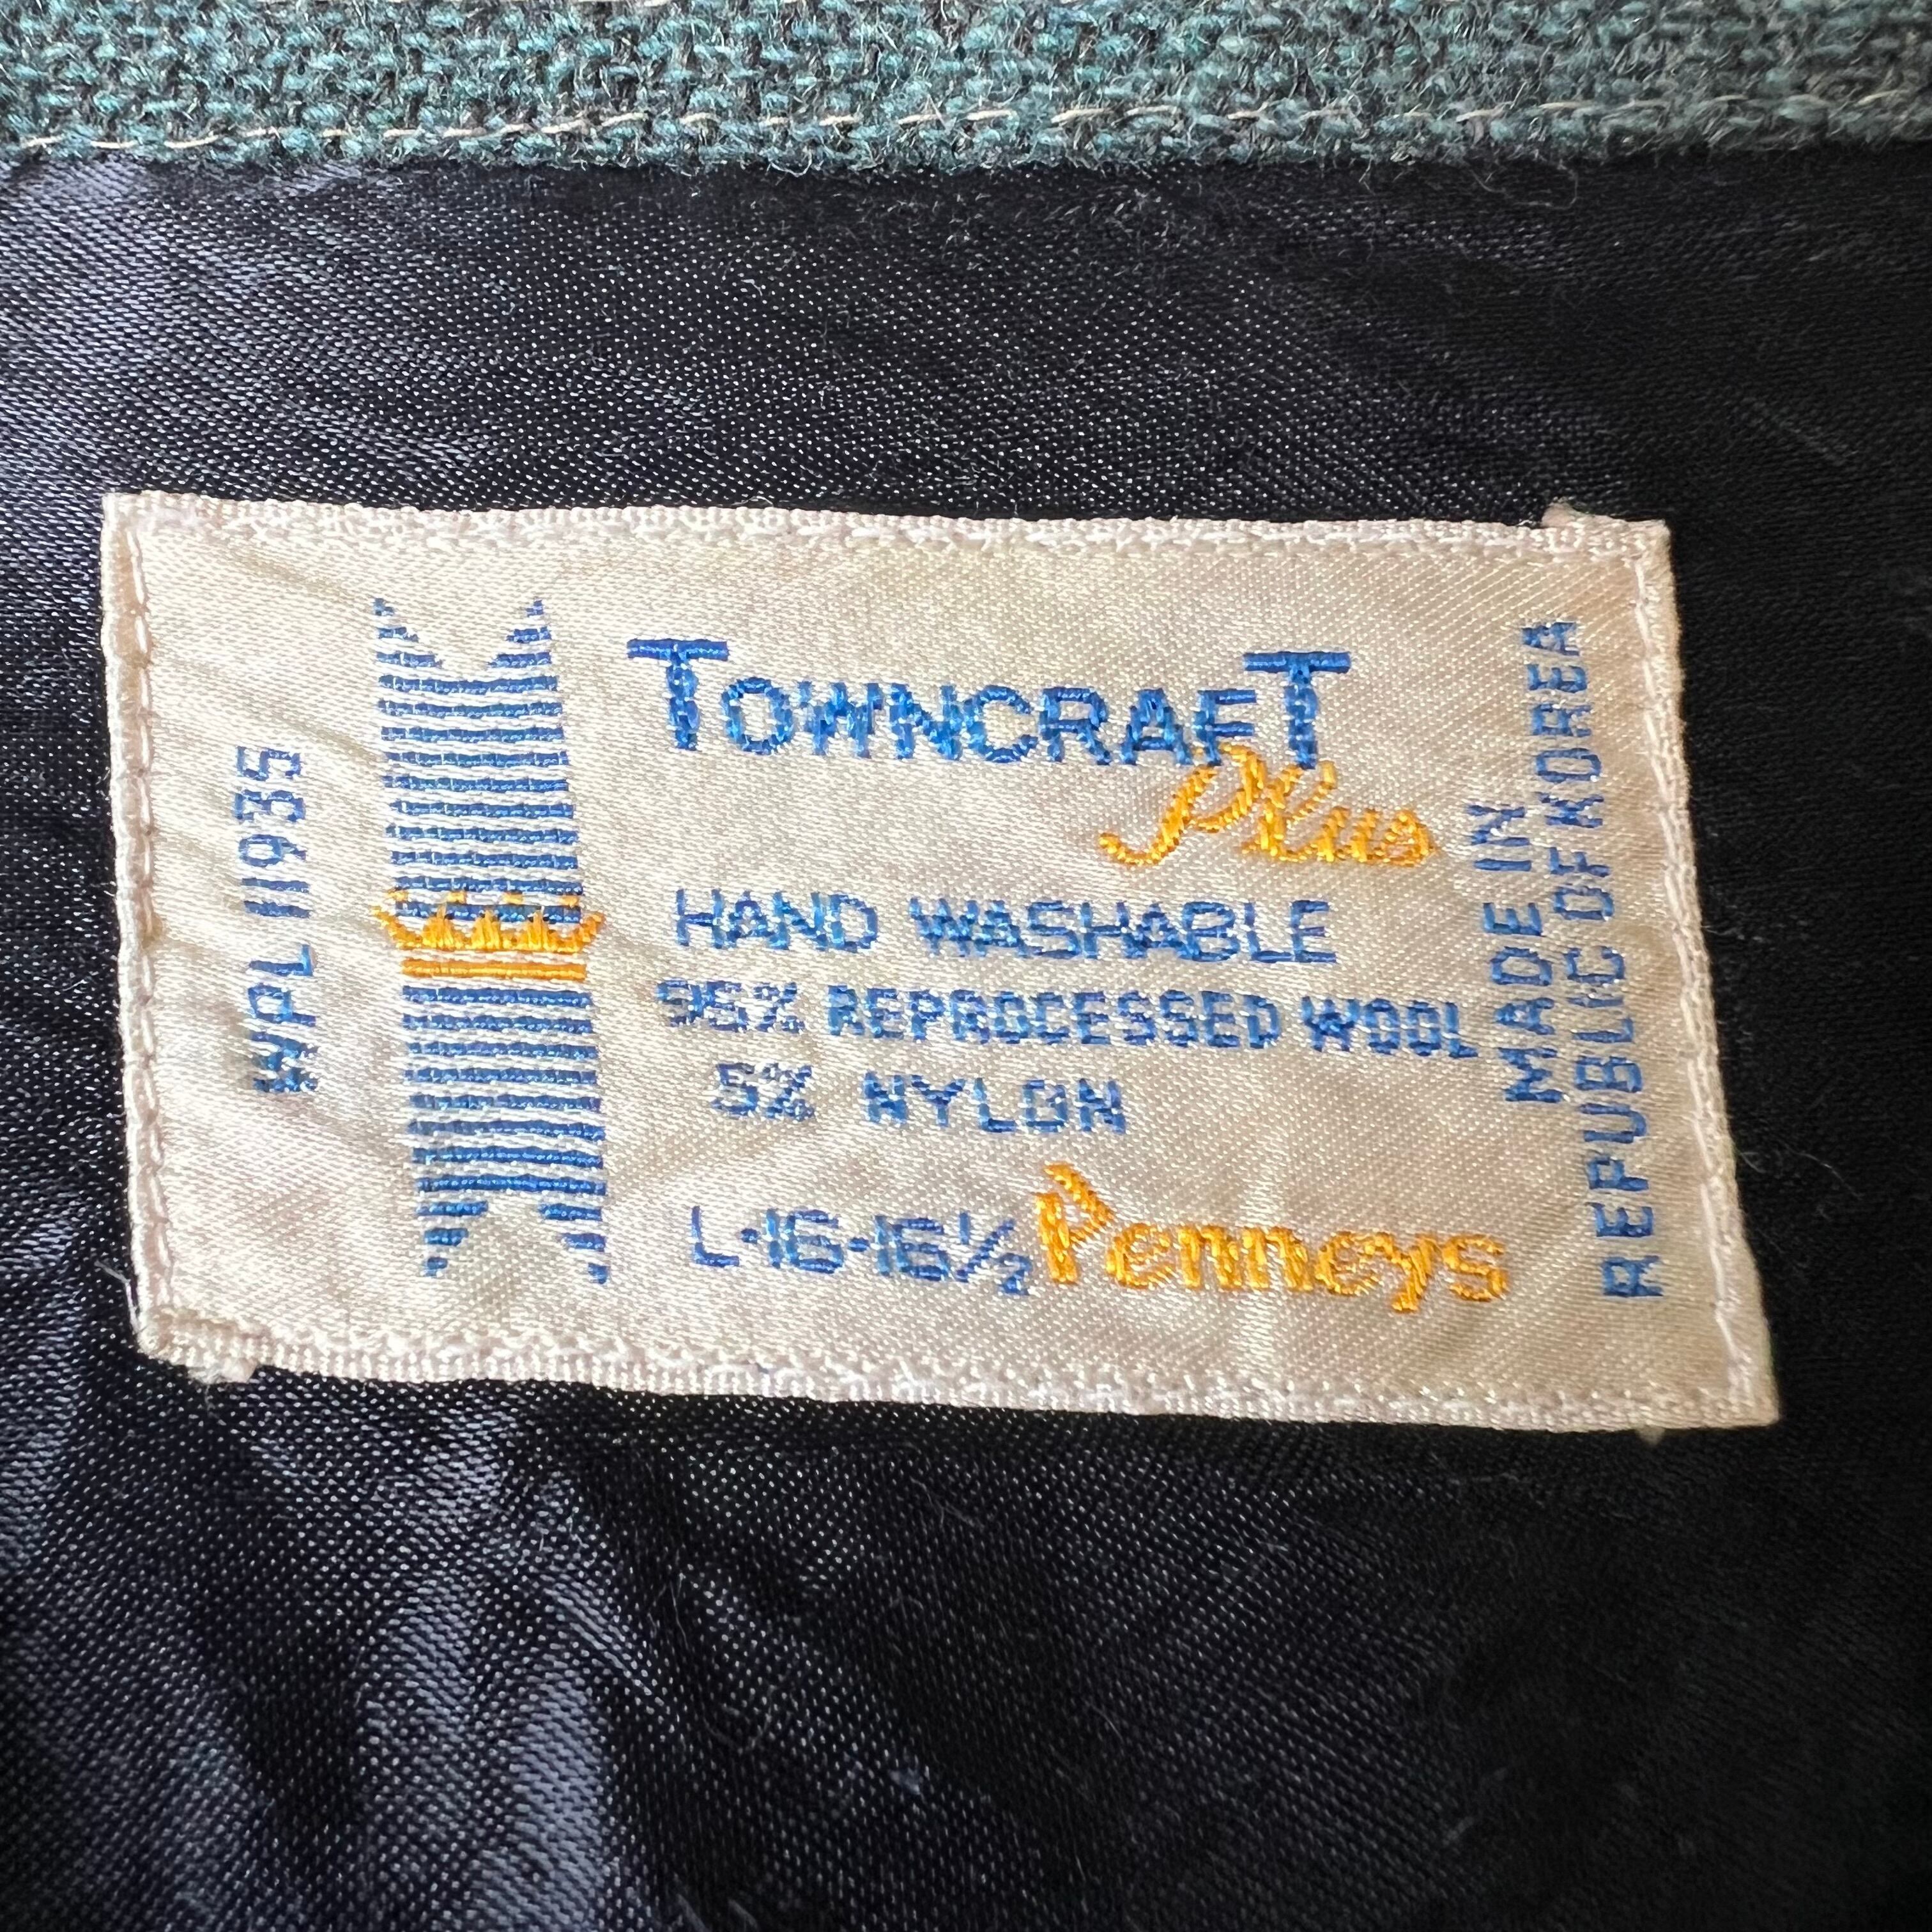 WPL 11935
TOWNCRAFT
Plus
HAND WASHABLE
95% REPROCESSED WOOL
5% NYLON
L-16-16½ Penneys
MADE IN
REPUBLIC OF KOREA